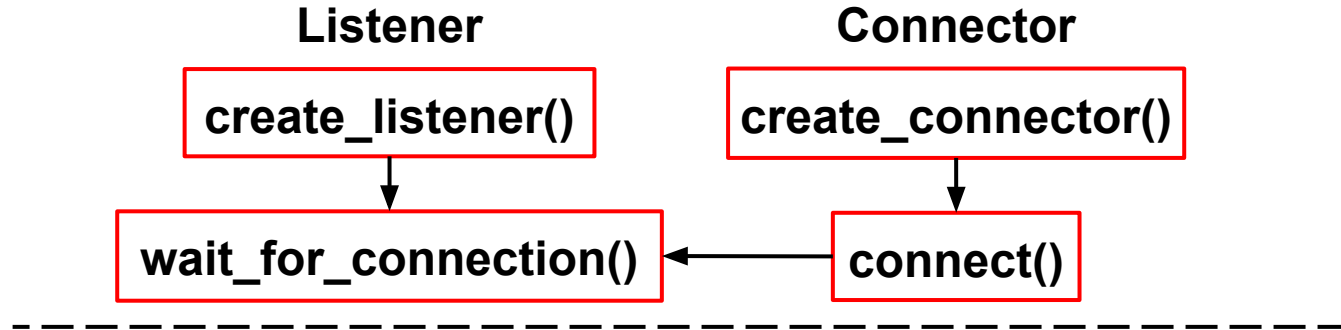 Listener
Connector
create_listener()
create_connector()
wait_for_connection()
connect()